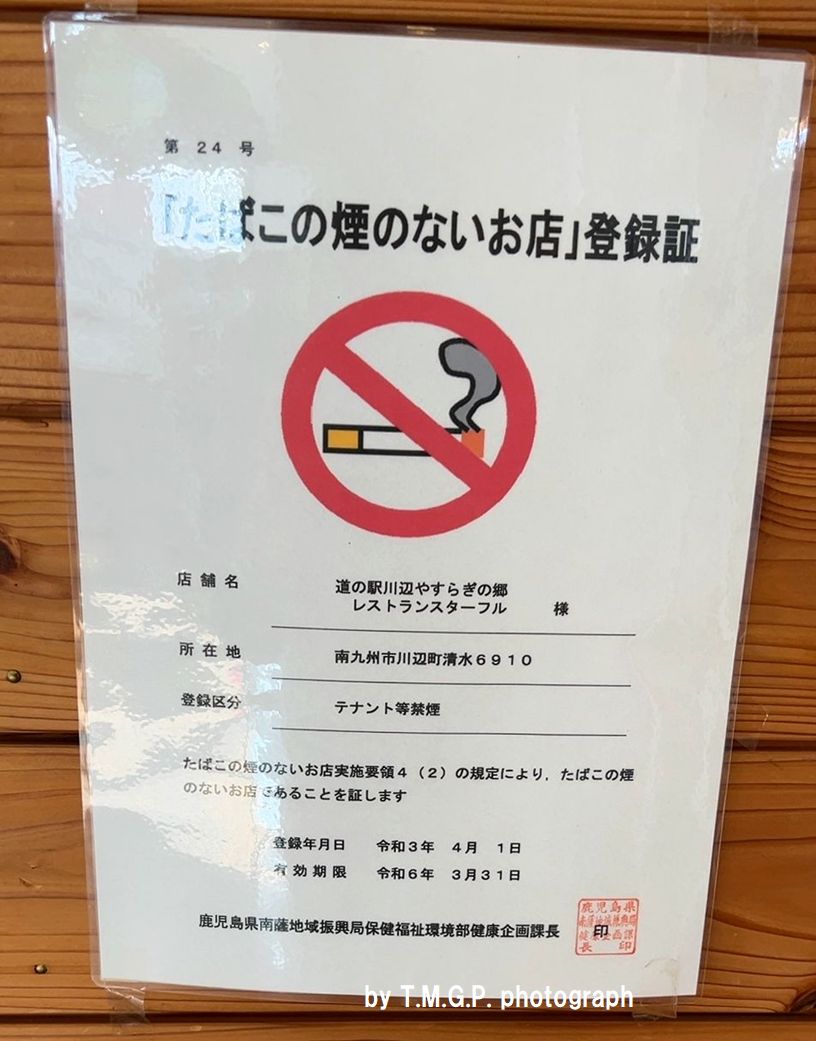 第 24 号
「たばこの煙のないお店」登録証
店舗名 道の駅川辺やすらぎの郷
レストランスターフル 様
所在地 南九州市川辺町清水6910
登録区分 テナント等禁煙
たばこの煙のないお店実施要領4(2)の規定により,たばこの煙
のないお店であることを証します
登録年月日 令和3年 4月 1日
有効期限 令和6年 3月31日
鹿児島県南薩地域振興局保健福祉環境部健康企画課長 印
鹿児島県
長 印
by T.M.G.P. photograph